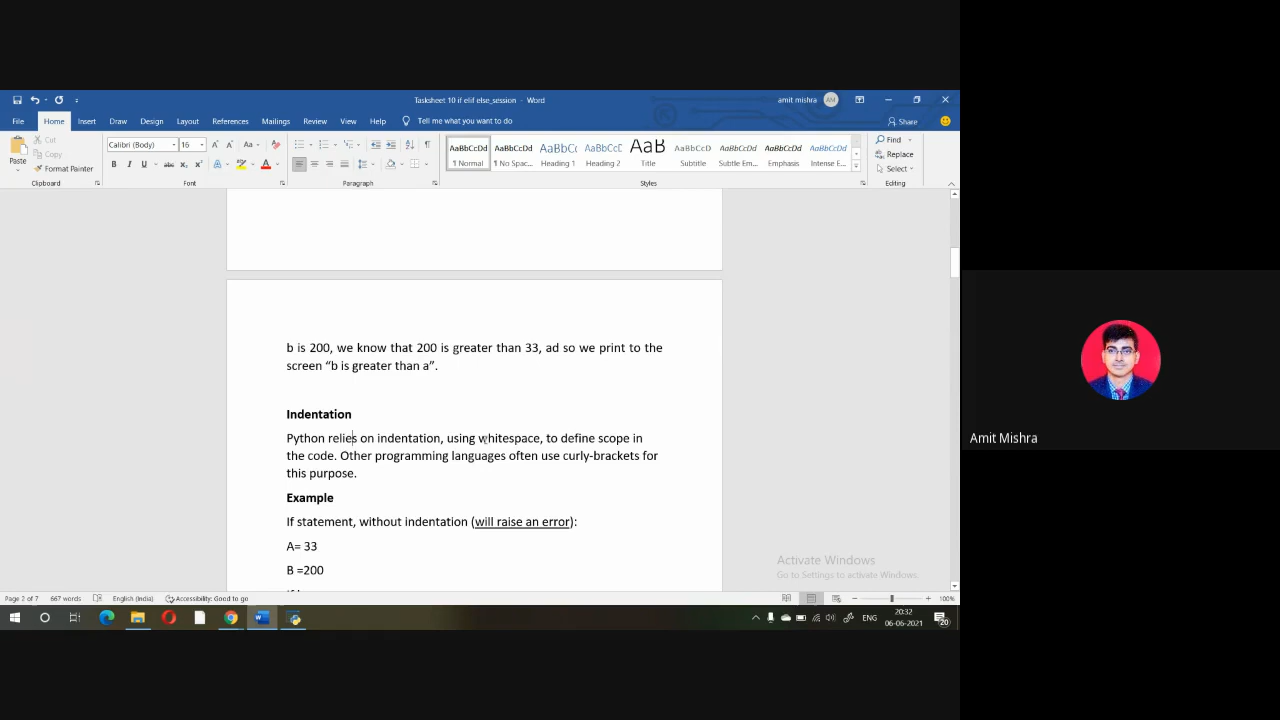 Tasksheet 10 if elif else_session - Word
amit mishra AM
File Home Insert Draw Design Layout References Mailings Review View Help Tell me what you want to do Share
Paste Cut Copy Format Painter
Calibri (Body) 16
AaBbCcDd ¶ Normal AaBbCcDd ¶ No Spac... AaBbC( Heading 1 AaBbCcC Heading 2 AaB Title AaBbCcD Subtitle AaBbCcDd Subtle Em... AaBbCcDd Emphasis AaBbCcDd Intense E...
Find Replace Select
Clipboard Font Paragraph Styles Editing
b is 200, we know that 200 is greater than 33, ad so we print to the
screen “b is greater than a”.
Indentation
Python relies on indentation, using whitespace, to define scope in
the code. Other programming languages often use curly-brackets for
this purpose.
Example
If statement, without indentation (will raise an error):
A= 33
B =200
Amit Mishra
Activate Windows
Go to Settings to activate Windows.
Page 2 of 7 667 words English (India) Accessibility: Good to go 100%
ENG 20:32
06-06-2021 20